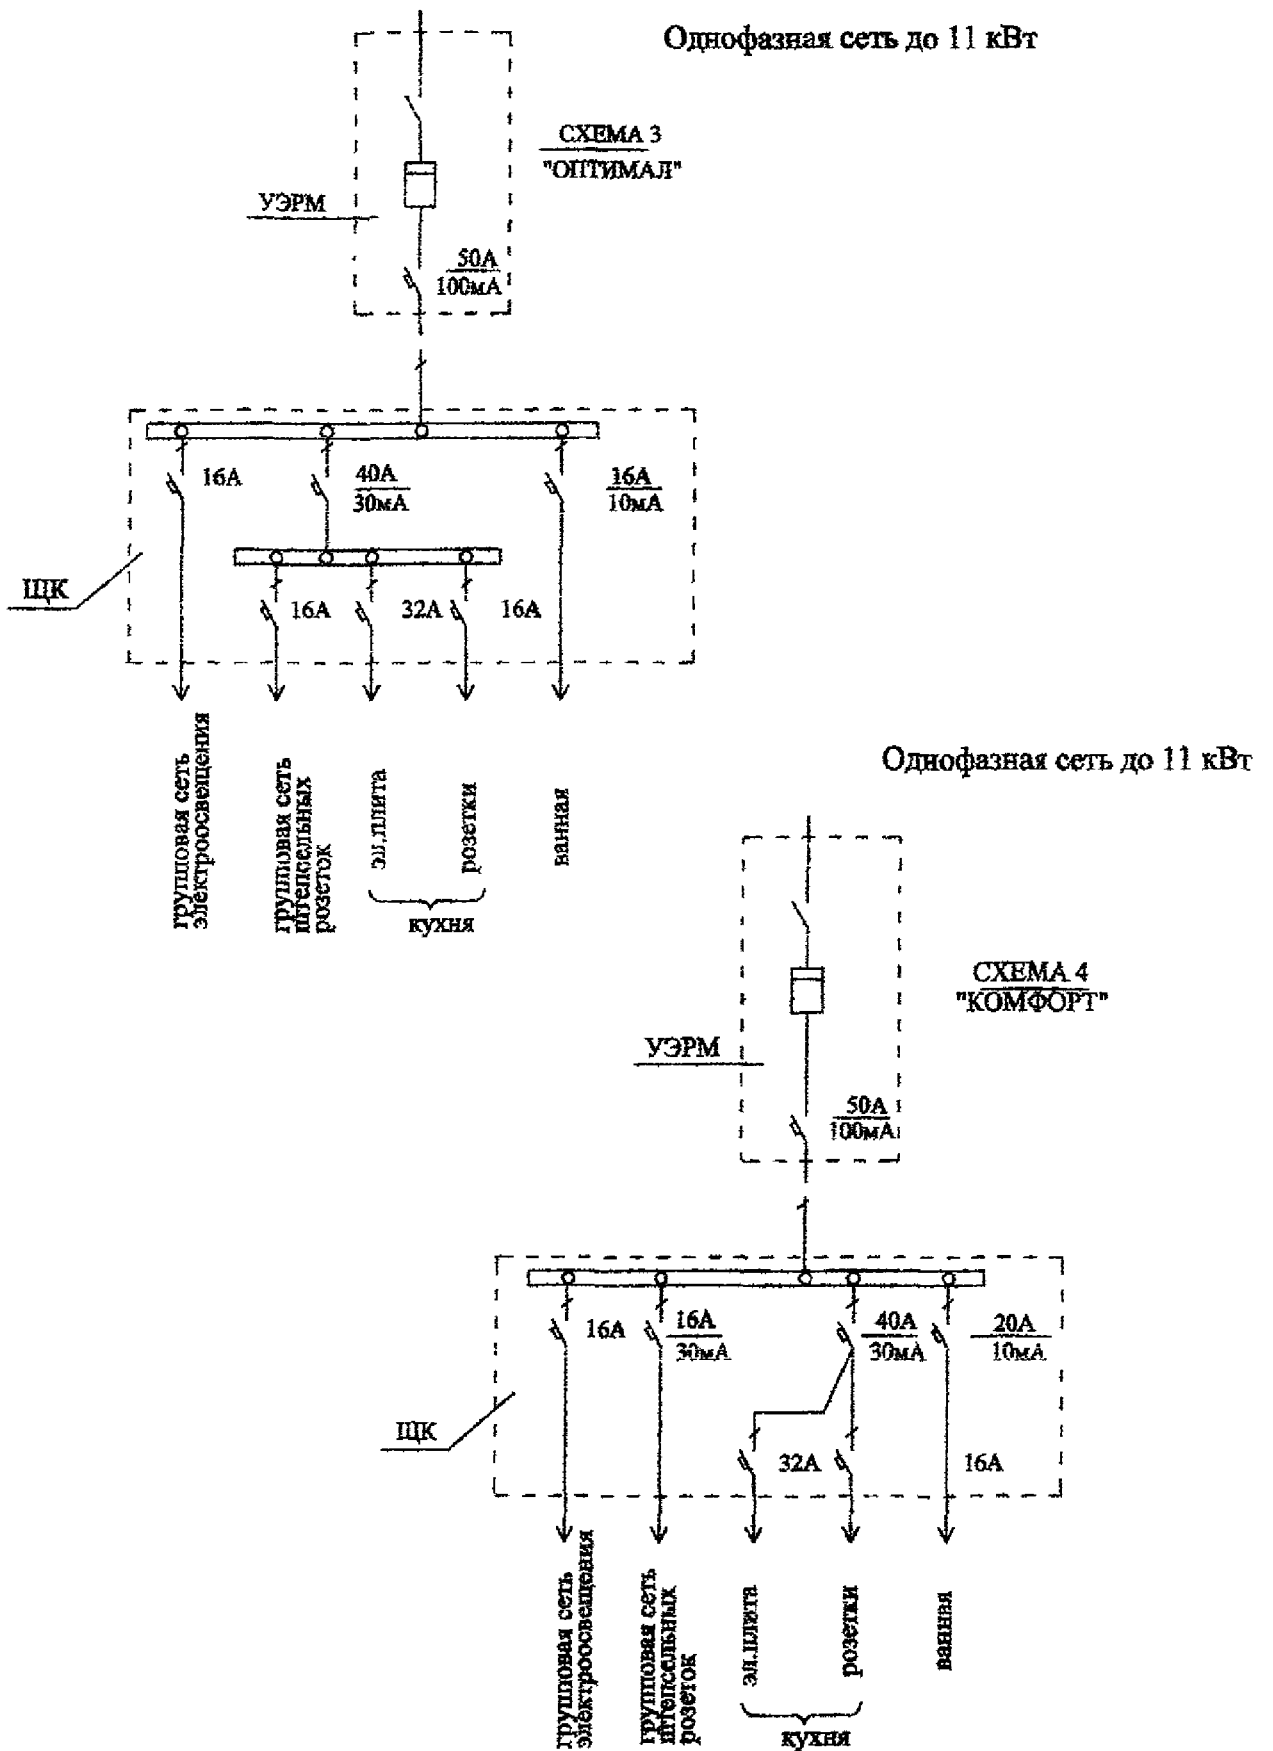 Однофазная сеть до 11 кВт
СХЕМА 3
"ОПТИМАЛ"
УЭРМ
50А
100мА
16А
40А
30мА
16А
10мА
ЩК
16А
32А
16А
групповая сеть
электроосвещения
групповая сеть
штепсельных
розеток
эл.плита
розетки
ванная
кухня
Однофазная сеть до 11 кВт
СХЕМА 4
"КОМФОРТ"
УЭРМ
50А
100мА
16А
16А
30мА
40А
30мА
20А
10мА
ЩК
32А
16А
групповая сеть
электроосвещения
групповая сеть
штепсельных
розеток
эл.плита
розетки
ванная
кухня